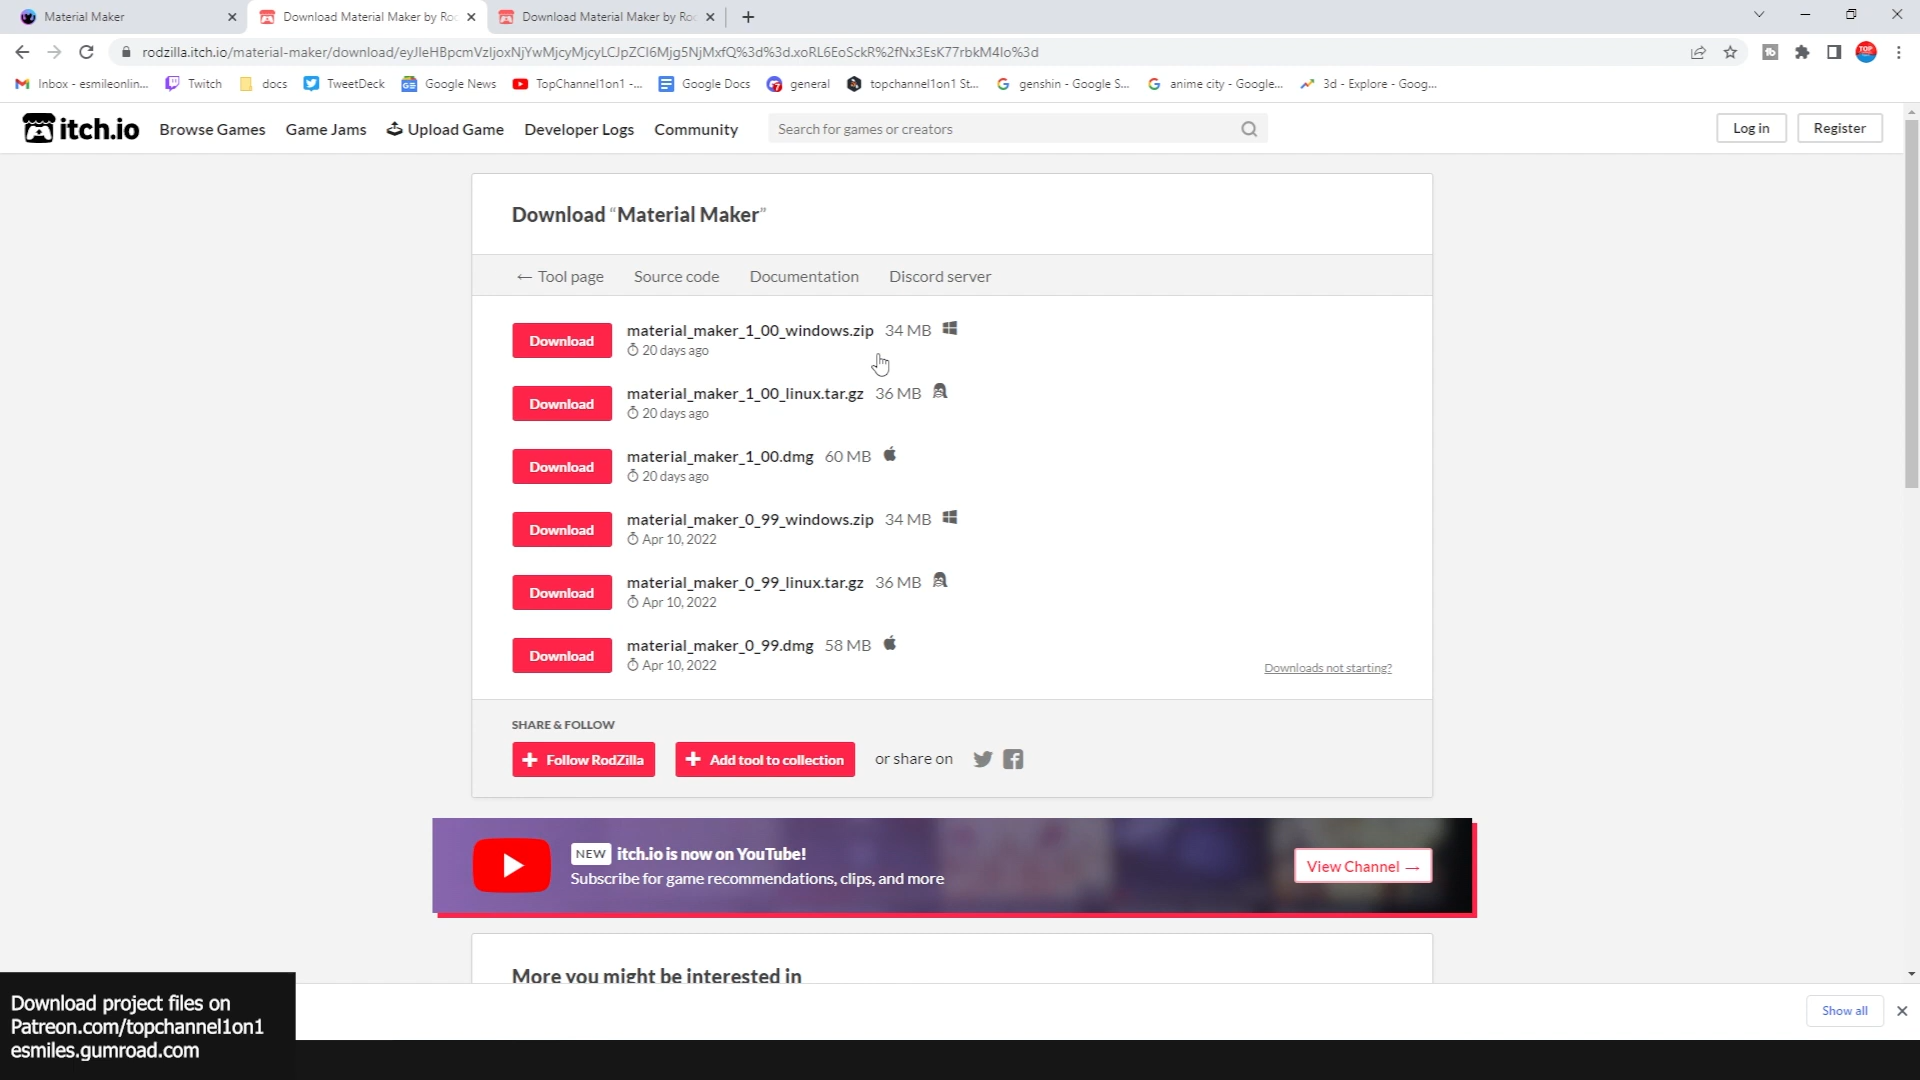 Material Maker
Download Material Maker by Roc
Download Material Maker by Roc
rodzilla.itch.io/material-maker/download/eyJleHBpcmVzIjoxNjYwMjcyMjcyLCJpZCI6Mjg5NjMxfQ%3d%3d.xoRL6EoSckR%2fNx3EsK77rbkM4Io%3d
Inbox - esmileonlin...
Twitch
docs
TweetDeck
Google News
TopChannel1on1 -...
Google Docs
general
topchannel1on1 St...
genshin - Google S...
anime city - Google...
3d - Explore - Goog...
itch.io
Browse Games
Game Jams
Upload Game
Developer Logs
Community
Search for games or creators
Log in
Register
Download "Material Maker"
← Tool page
Source code
Documentation
Discord server
Download
material_maker_1_00_windows.zip 34 MB
20 days ago
Download
material_maker_1_00_linux.tar.gz 36 MB
20 days ago
Download
material_maker_1_00.dmg 60 MB
20 days ago
Download
material_maker_0_99_windows.zip 34 MB
Apr 10, 2022
Download
material_maker_0_99_linux.tar.gz 36 MB
Apr 10, 2022
Download
material_maker_0_99.dmg 58 MB
Apr 10, 2022
Downloads not starting?
SHARE & FOLLOW
Follow RodZilla
Add tool to collection
or share on
NEW itch.io is now on YouTube!
Subscribe for game recommendations, clips, and more
View Channel →
More you might be interested in
Download project files on
Patreon.com/topchannel1on1
esmiles.gumroad.com
Show all